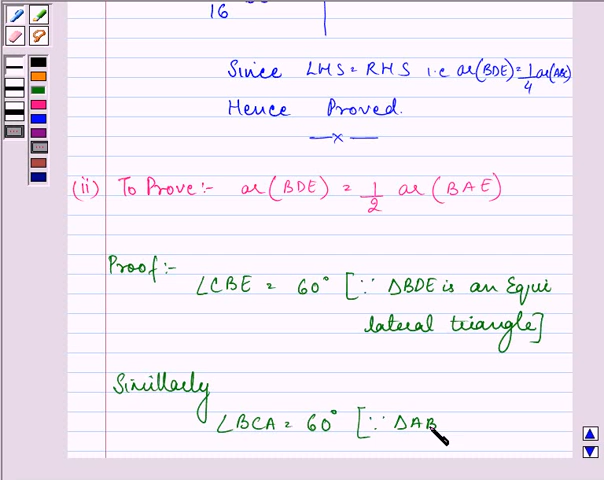 16
Since LHS = RHS i.e ar(BDE) = 1/4 ar(ABC)
Hence Proved.
—x—
(ii) To Prove:- ar(BDE) = 1/2 ar(BAE)
Proof:-
∠CBE = 60° [∵ ΔBDE is an Equi
lateral triangle]
Simillarly
∠BCA = 60° [∵ ΔAB